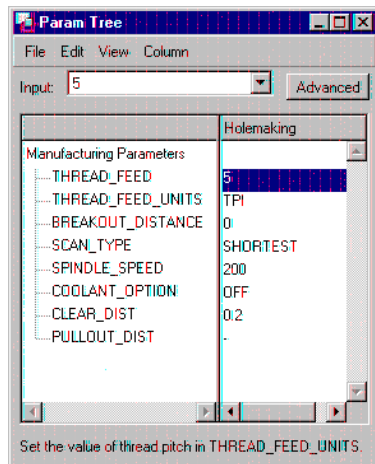 Param Tree
File Edit View Column
Input: 5 Advanced
Holemaking
Manufacturing Parameters
THREAD_FEED 5
THREAD_FEED_UNITS TPI
BREAKOUT_DISTANCE 0
SCAN_TYPE SHORTEST
SPINDLE_SPEED 200
COOLANT_OPTION OFF
CLEAR_DIST 0.2
PULLOUT_DIST -
Set the value of thread pitch in THREAD_FEED_UNITS.